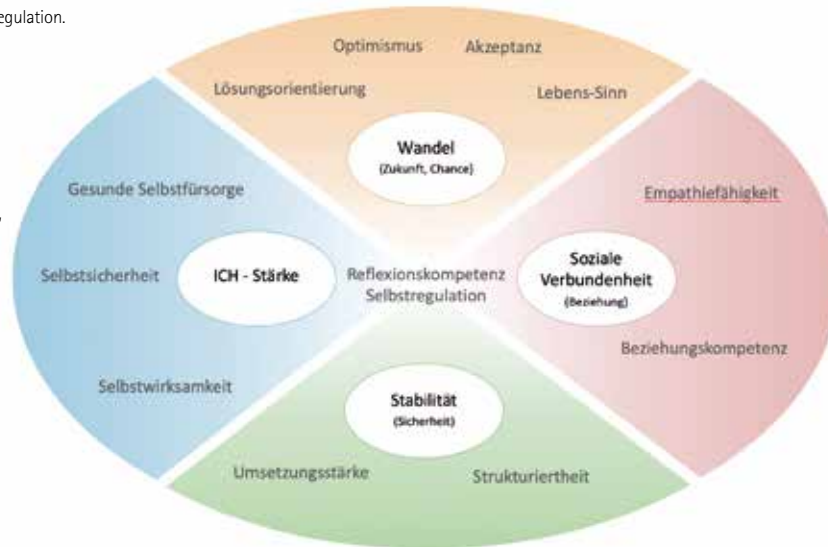 egulation.
Optimismus
Akzeptanz
Lösungsorientierung
Lebens-Sinn
Wandel
(Zukunft, Chance)
Gesunde Selbstfürsorge
Empathiefähigkeit
Selbstsicherheit
ICH - Stärke
Reflexionskompetenz
Selbstregulation
Soziale
Verbundenheit
(Beziehung)
Beziehungskompetenz
Selbstwirksamkeit
Stabilität
(Sicherheit)
Umsetzungsstärke
Strukturiertheit